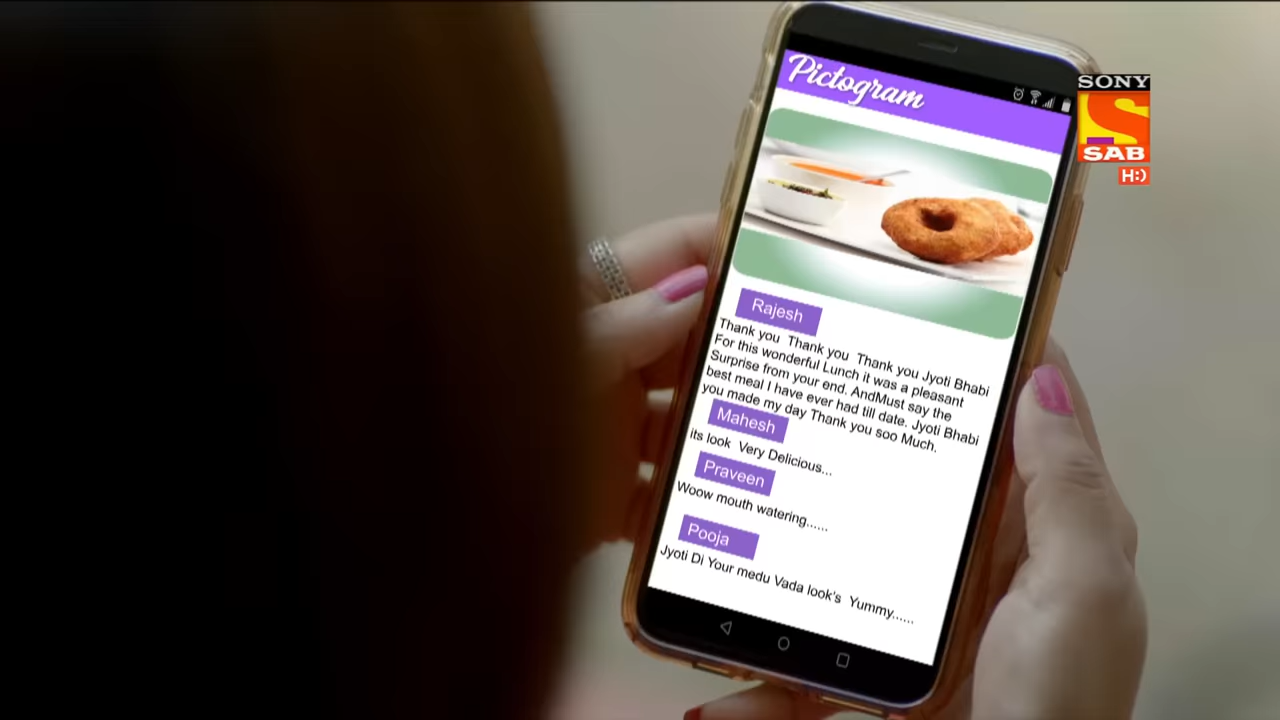 Pictogram
SONY
S
SAB
H:)
Rajesh
Thank you Thank you Thank you Jyoti Bhabi
For this wonderful Lunch it was a pleasant
Surprise from your end. AndMust say the
best meal I have ever had till date. Jyoti Bhabi
you made my day Thank you soo Much.
Mahesh
its look Very Delicious...
Praveen
Woow mouth watering......
Pooja
Jyoti Di Your medu Vada look's Yummy......